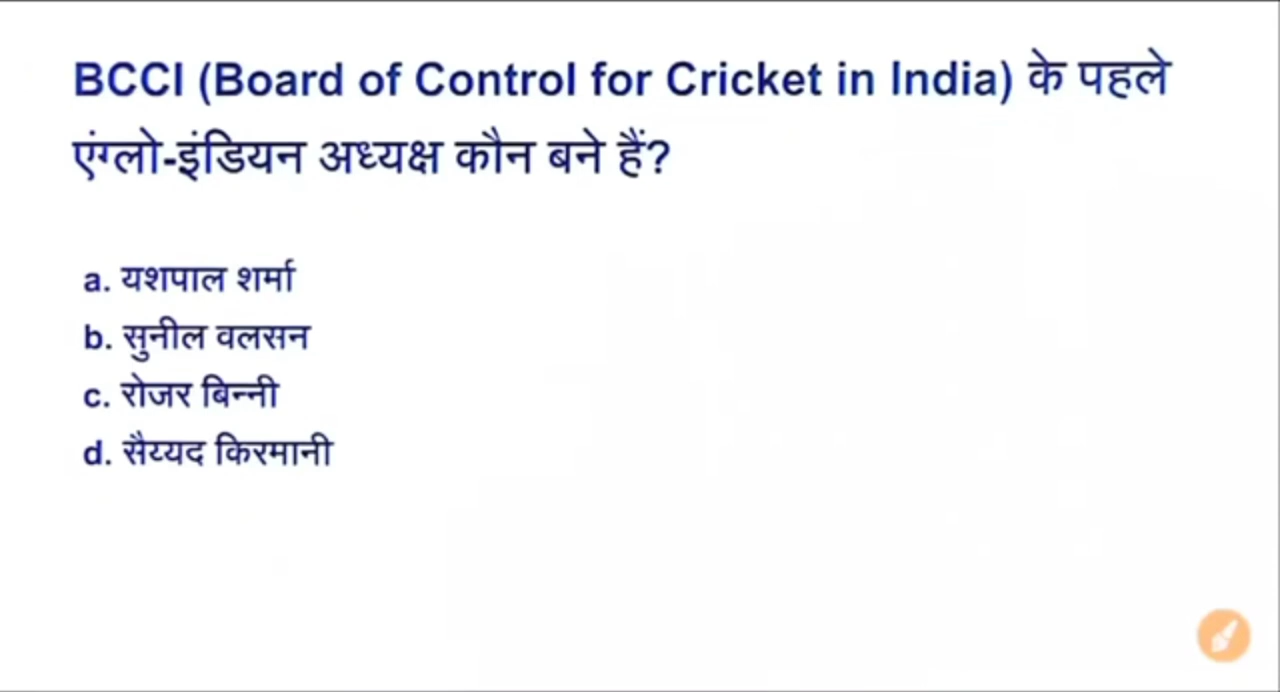 BCCI (Board of Control for Cricket in India) के पहले
एंग्लो-इंडियन अध्यक्ष कौन बने हैं?
a. यशपाल शर्मा
b. सुनील वलसन
c. रोजर बिन्नी
d. सैय्यद किरमानी